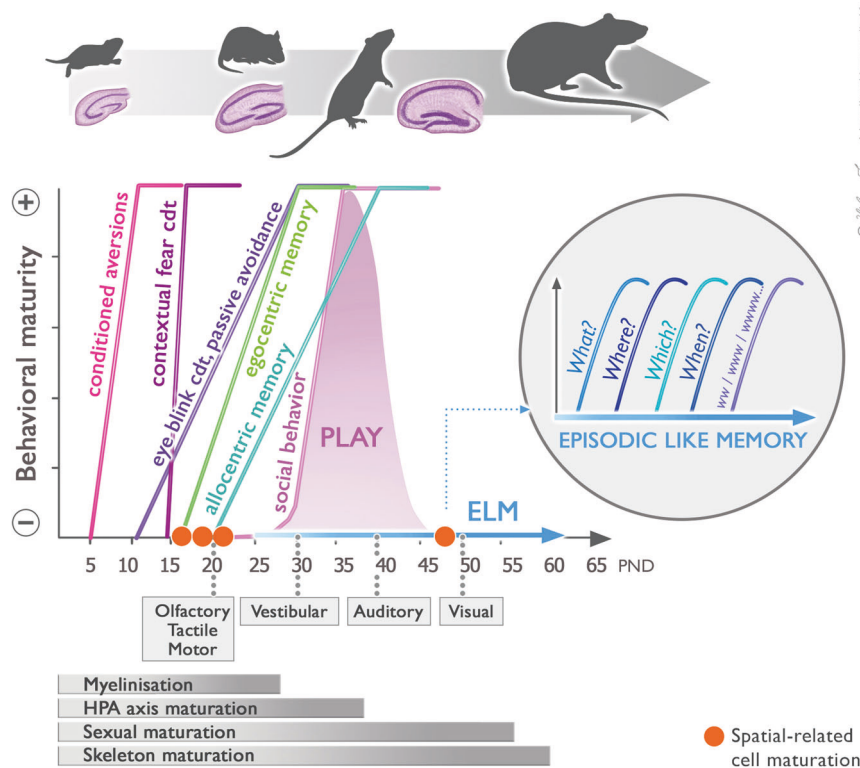 Behavioral maturity
+
−
conditioned aversions
contextual fear cdt
eye-blink cdt, passive avoidance
egocentric memory
allocentric memory
social behavior
PLAY
ELM
What?
Where?
Which?
When?
ww / www / wwww...
EPISODIC LIKE MEMORY
5 10 15 20 25 30 35 40 45 50 55 60 65 PND
Olfactory
Tactile
Motor
Vestibular
Auditory
Visual
Myelinisation
HPA axis maturation
Sexual maturation
Skeleton maturation
Spatial-related
cell maturation